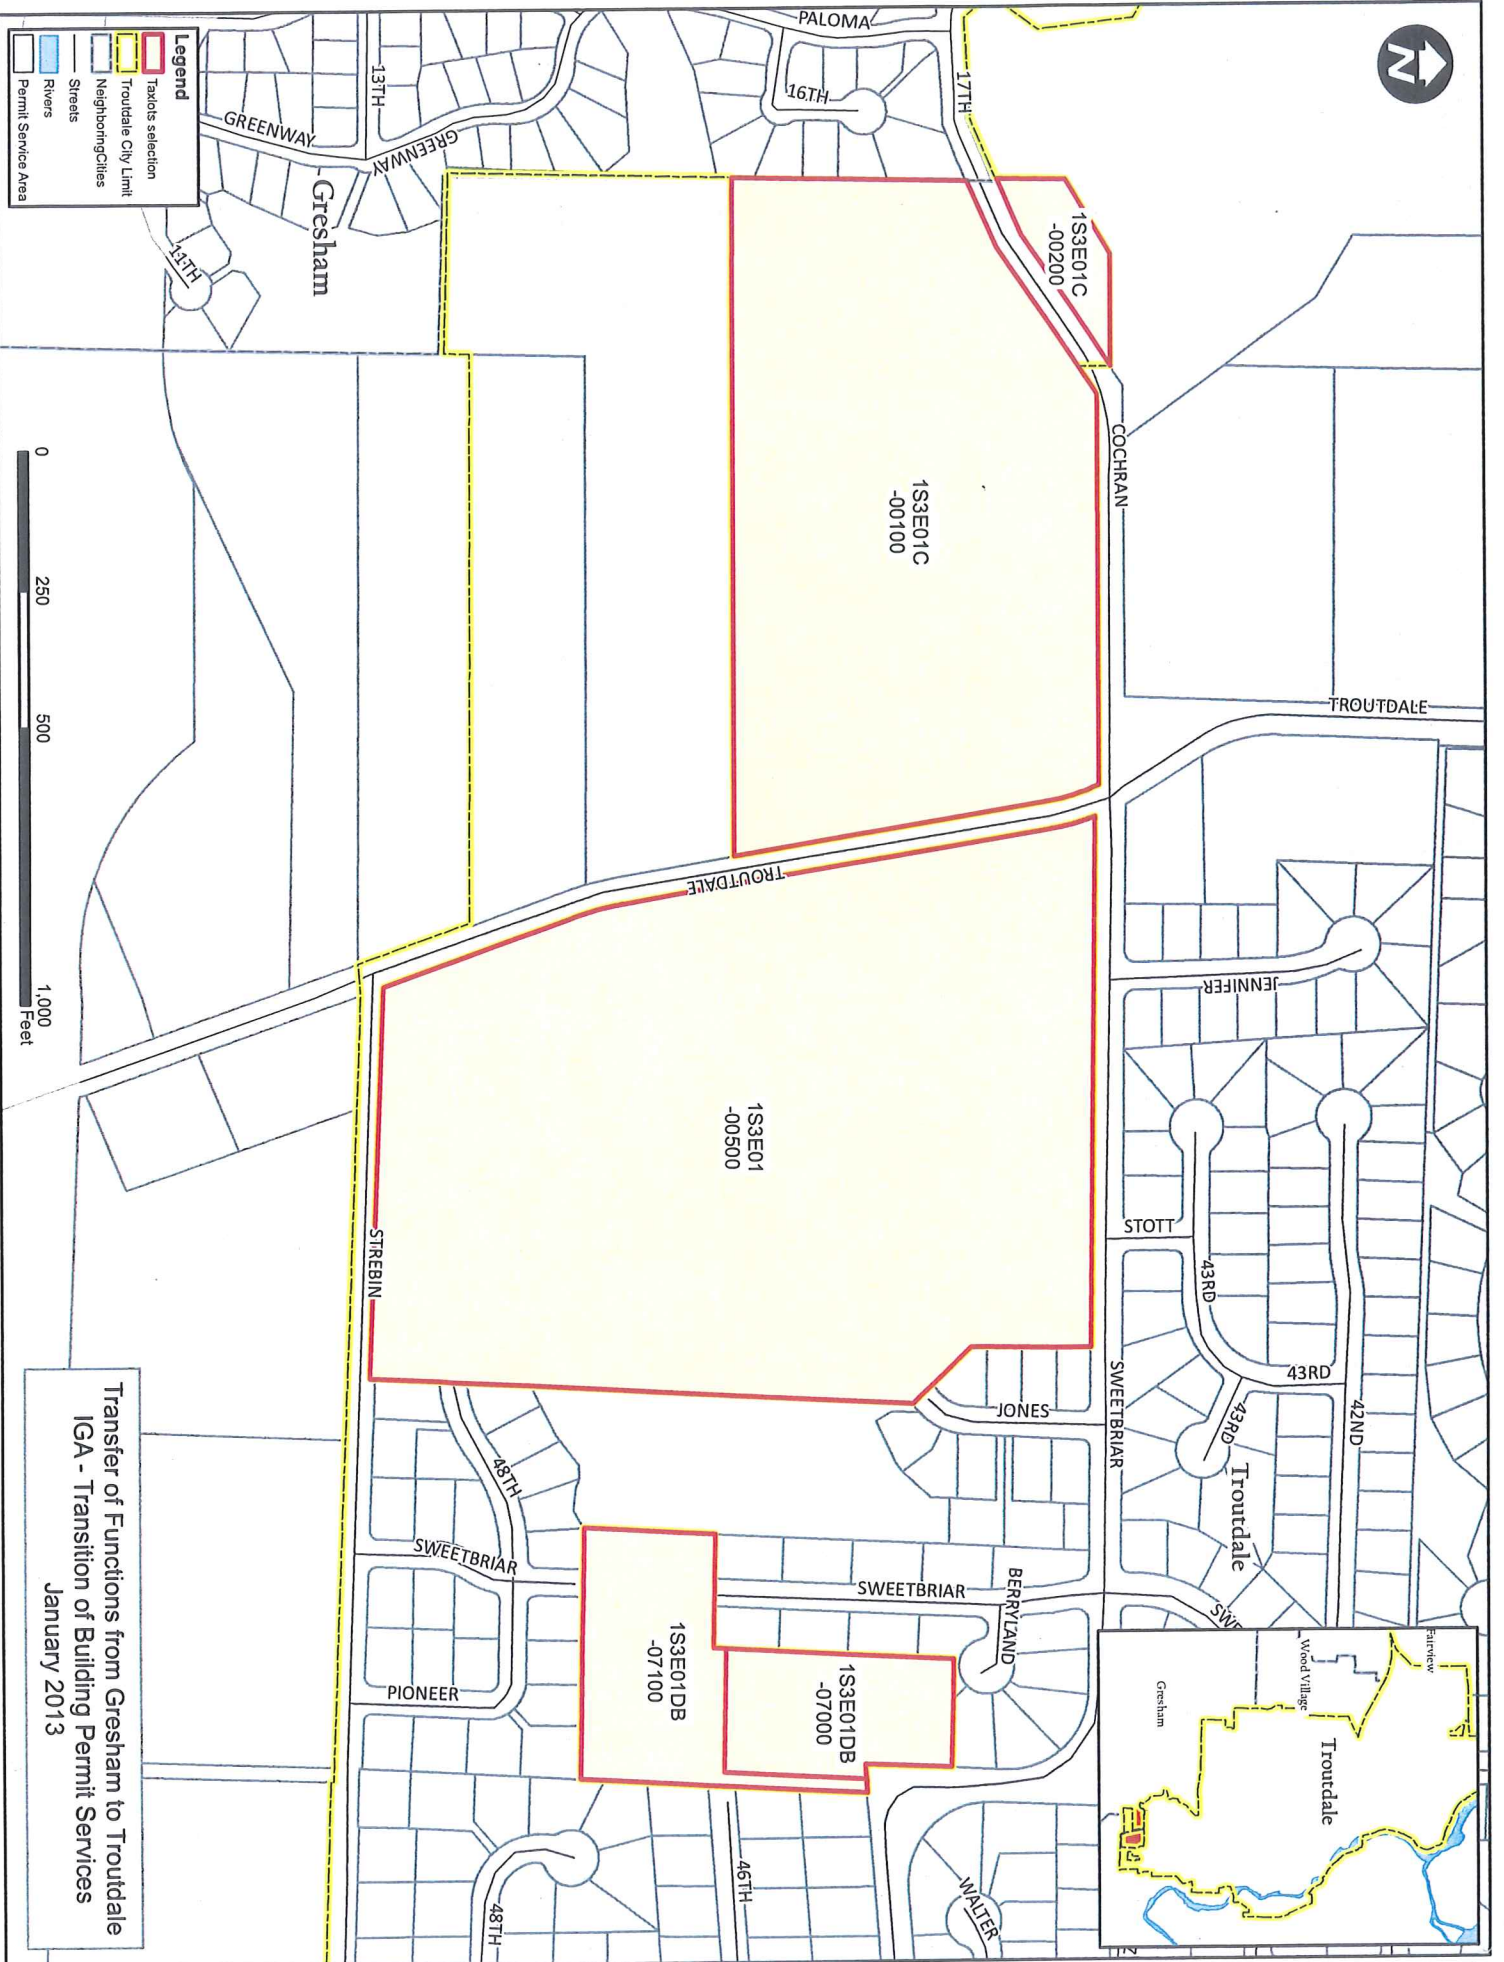 N
PALOMA
17TH
16TH
13TH
GREENWAY
GREENWAY
11TH
Gresham
Legend
Taxlots selection
Troutdale City Limit
NeighboringCities
Streets
Rivers
Permit Service Area
1S3E01C
-00200
1S3E01C
-00100
COCHRAN
TROUTDALE
TROUTDALE
0
250
500
1,000
Feet
JENNIFER
STOTT
43RD
43RD
43RD
42ND
Troutdale
1S3E01
-00500
STREBIN
SWEETBRIAR
JONES
48TH
SWEETBRIAR
SWEETBRIAR
BERRYLAND
PIONEER
1S3E01DB
-07100
1S3E01DB
-07000
46TH
48TH
WALTER
SWE
Fairview
Wood Village
Gresham
Troutdale
Transfer of Functions from Gresham to Troutdale
IGA - Transition of Building Permit Services
January 2013